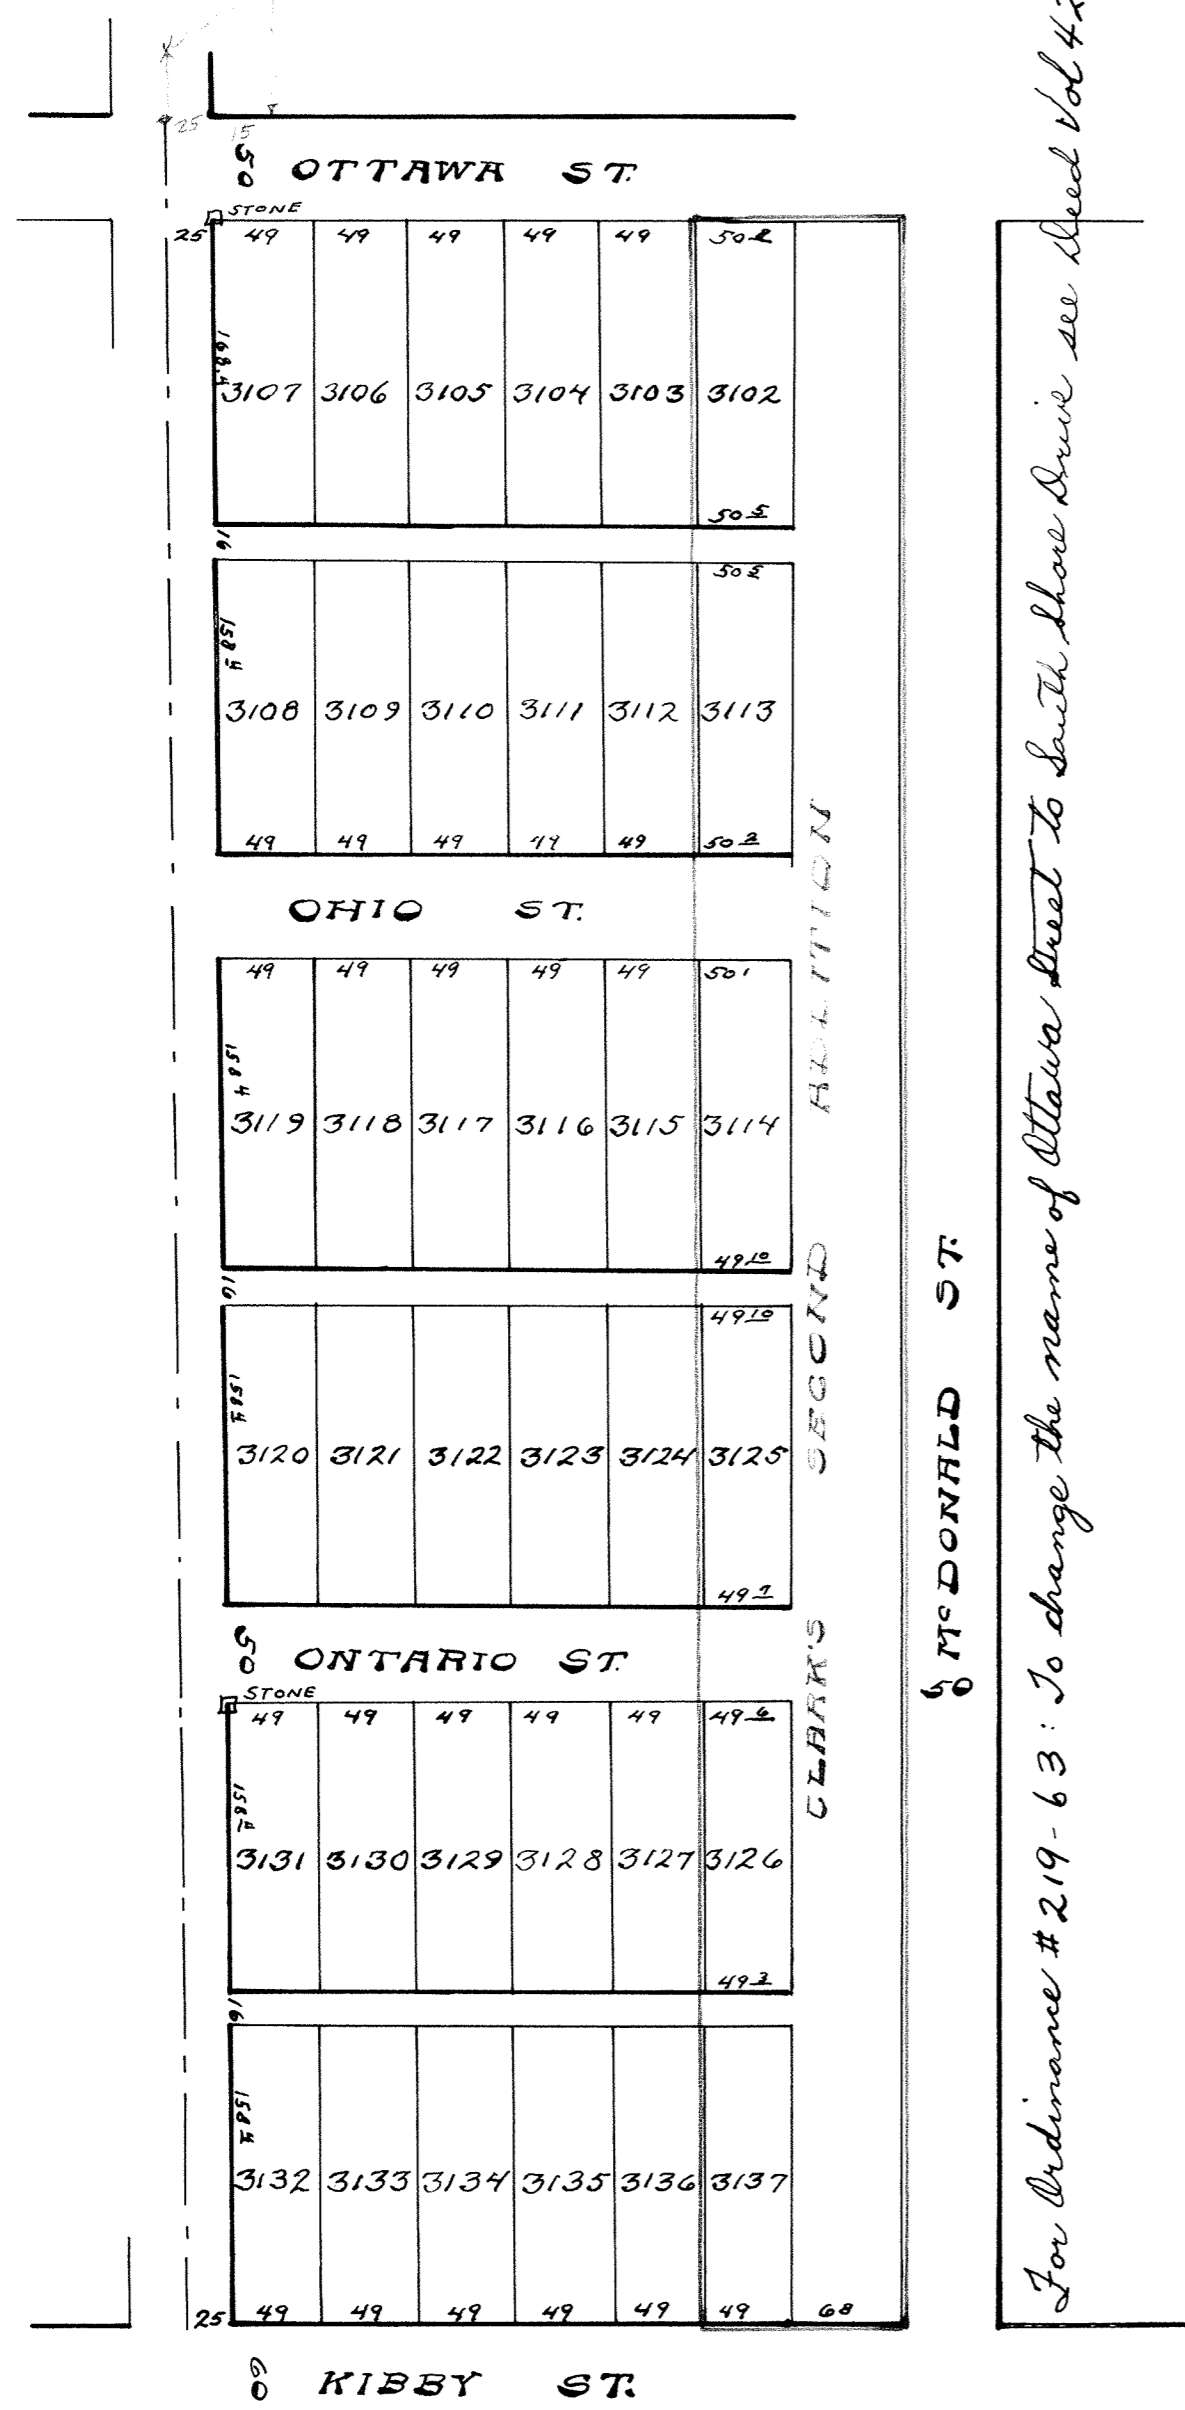 25 15
50 OTTAWA ST.
STONE
25 49 49 49 49 49 50 2
168.4
3107 3106 3105 3104 3103 3102
50 5
16
50 5
158 4
3108 3109 3110 3111 3112 3113
49 49 49 49 49 50 2
OHIO ST.
49 49 49 49 49 50 1
158 4
3119 3118 3117 3116 3115 3114
49 10
16
49 10
158 4
3120 3121 3122 3123 3124 3125
49 7
50 ONTARIO ST.
STONE
49 49 49 49 49 49 6
158 4
3131 3130 3129 3128 3127 3126
49 3
16
158 4
3132 3133 3134 3135 3136 3137
25 49 49 49 49 49 49 68
60 KIBBY ST.
CLARK'S SECOND ADDITION
60 McDONALD ST.
For Ordinance # 219-63: To change the name of Ottawa Street to South Shore Drive see Deed Vol 42